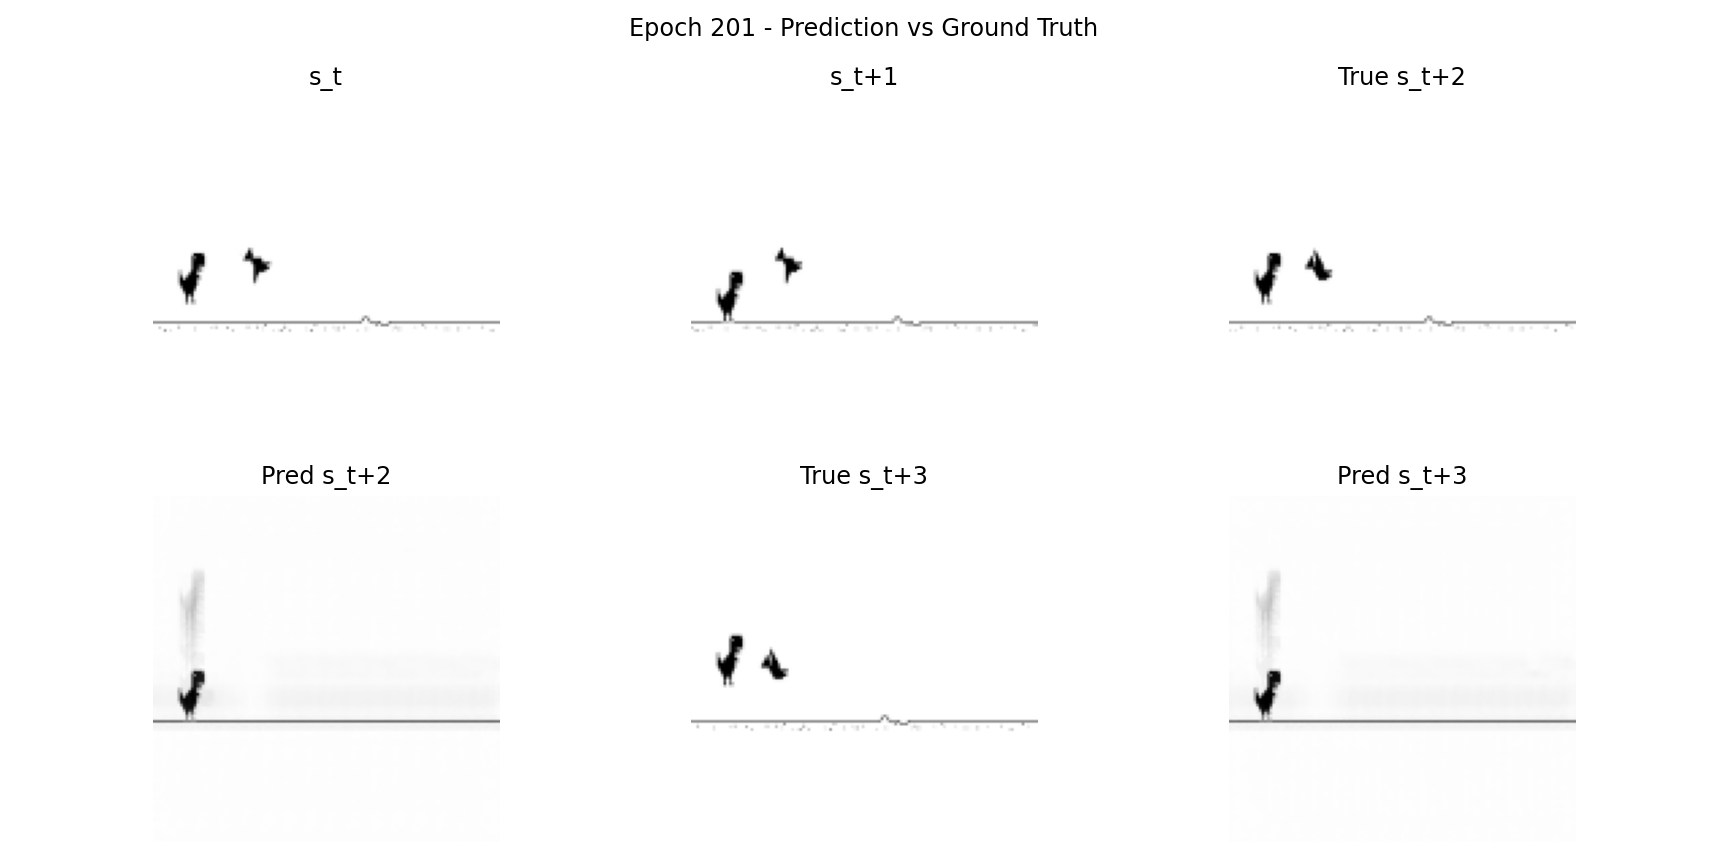 Epoch 201 - Prediction vs Ground Truth
s_t
s_t+1
True s_t+2
Pred s_t+2
True s_t+3
Pred s_t+3